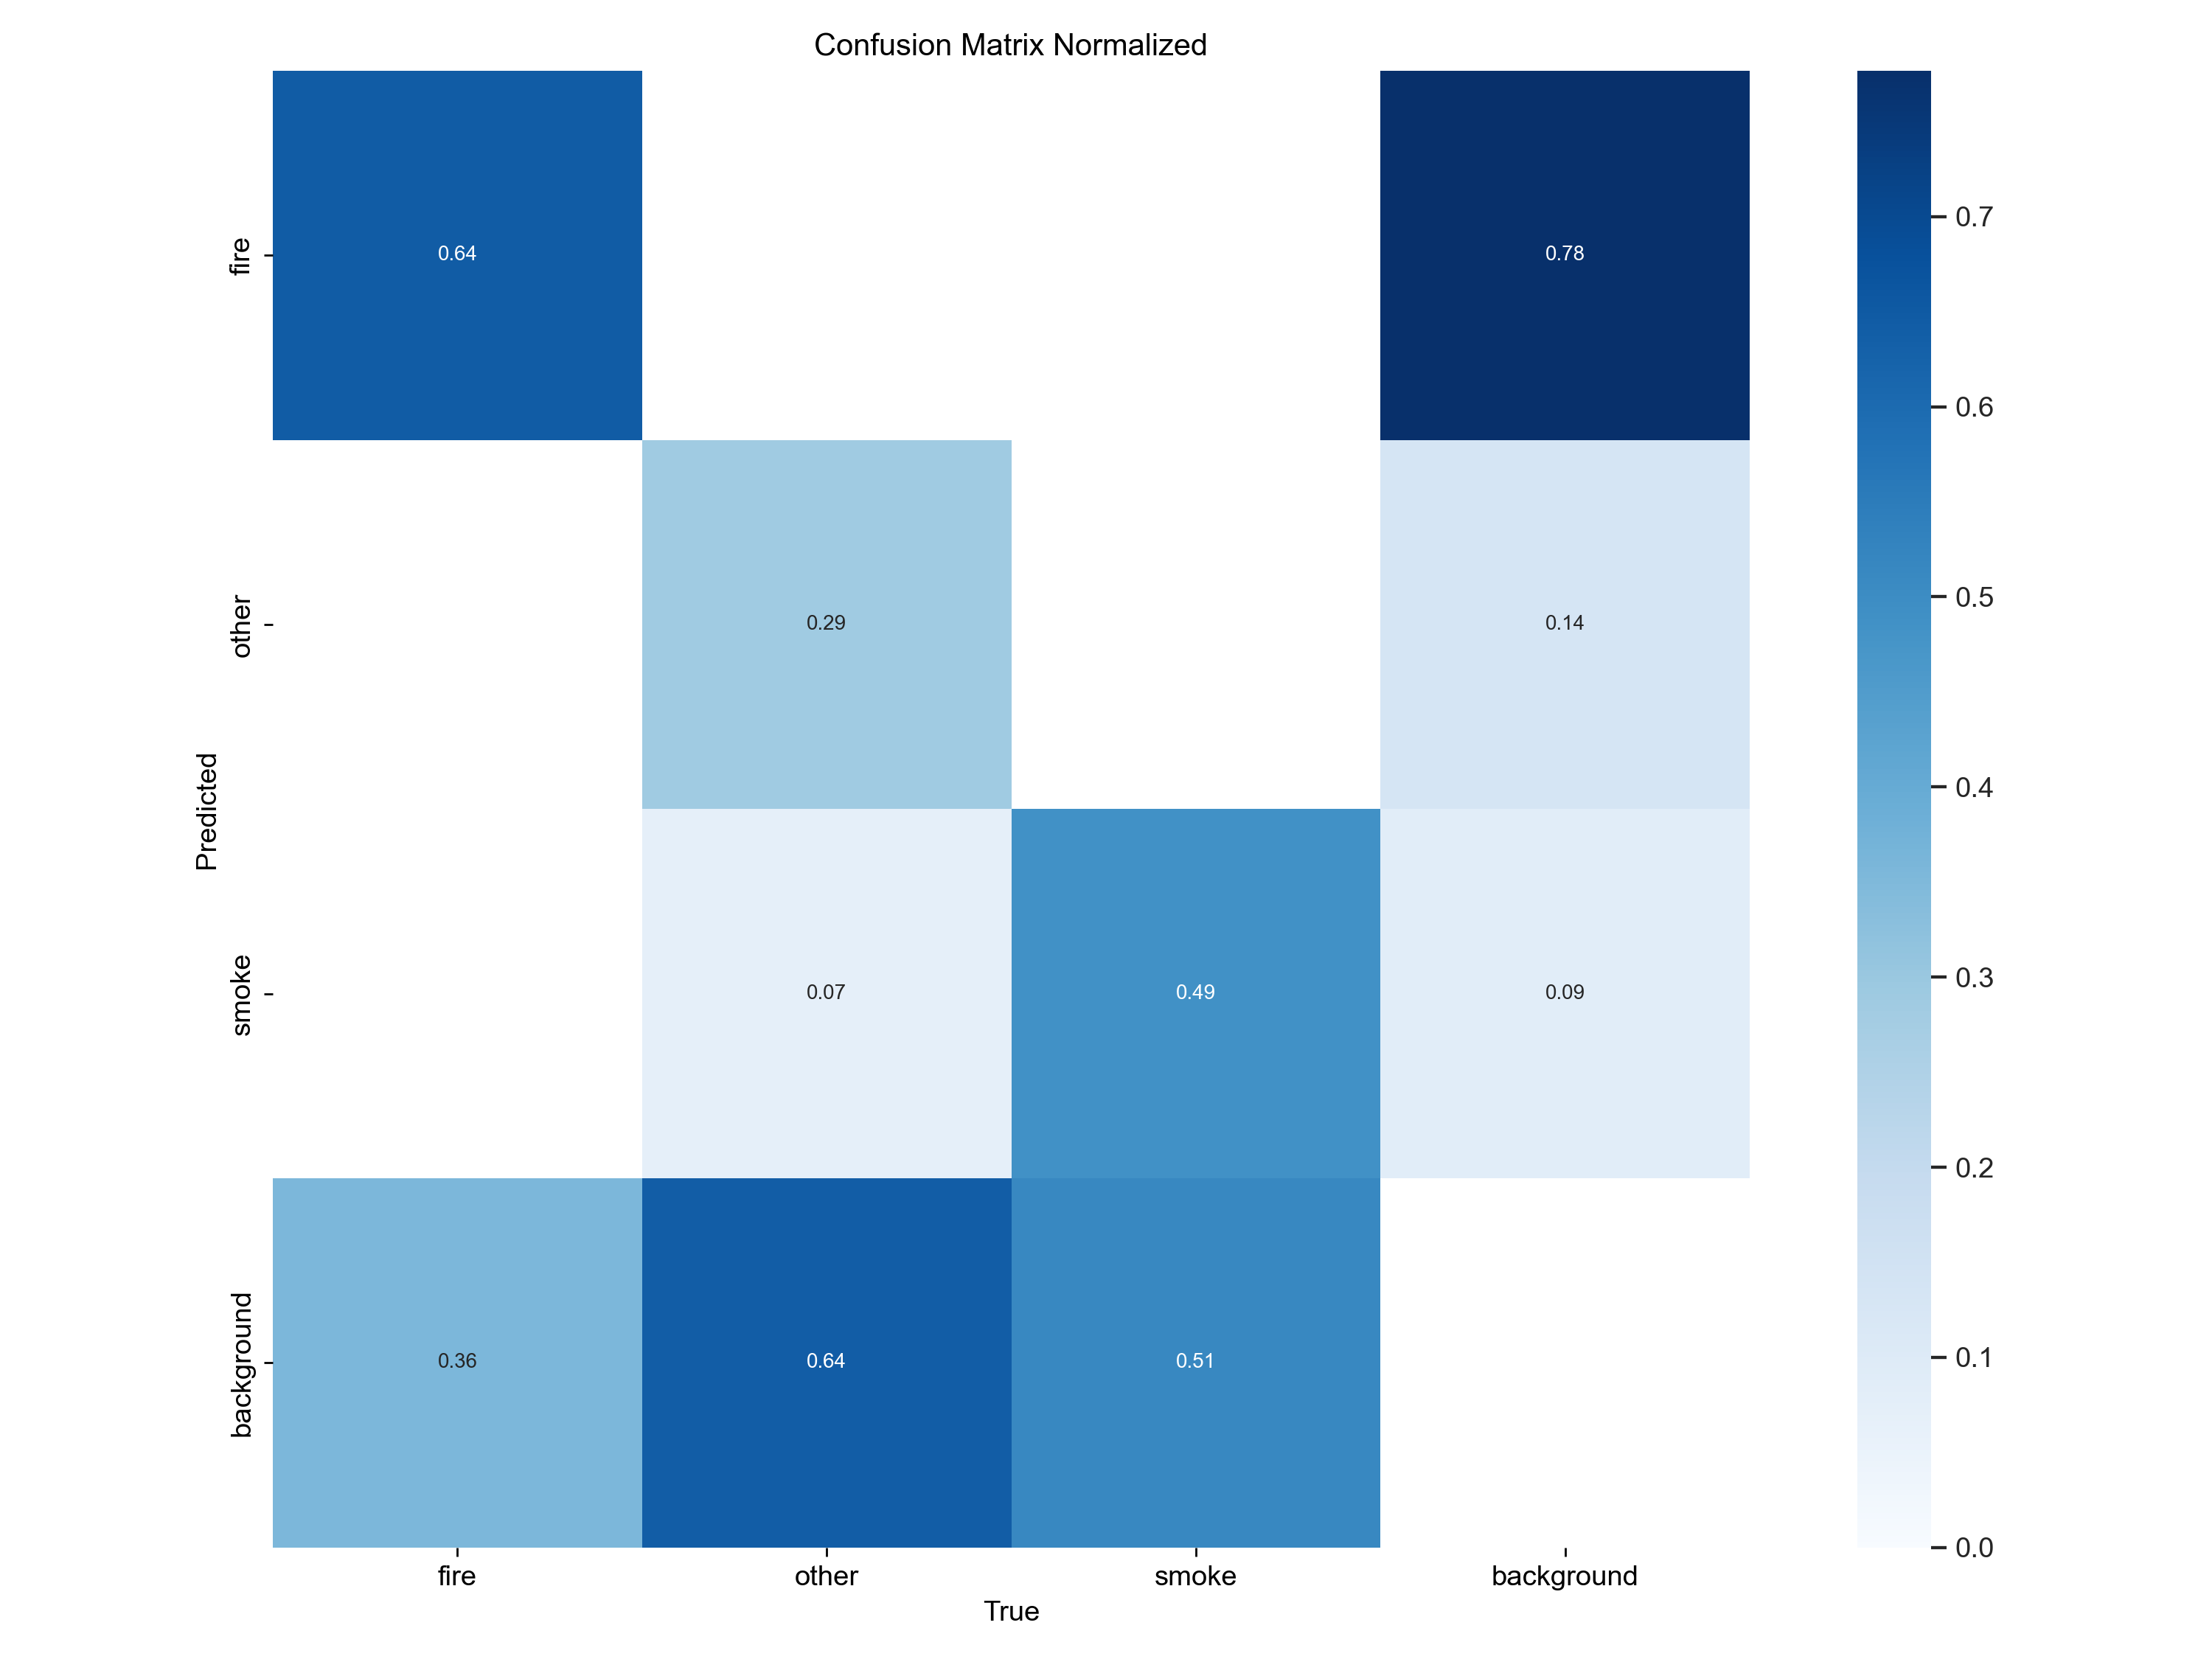 Confusion Matrix Normalized
fire
0.64
0.78
0.7
0.6
other
0.29
0.14
0.5
0.4
Predicted
smoke
0.07
0.49
0.09
0.3
0.2
background
0.36
0.64
0.51
0.1
0.0
fire
other
smoke
background
True